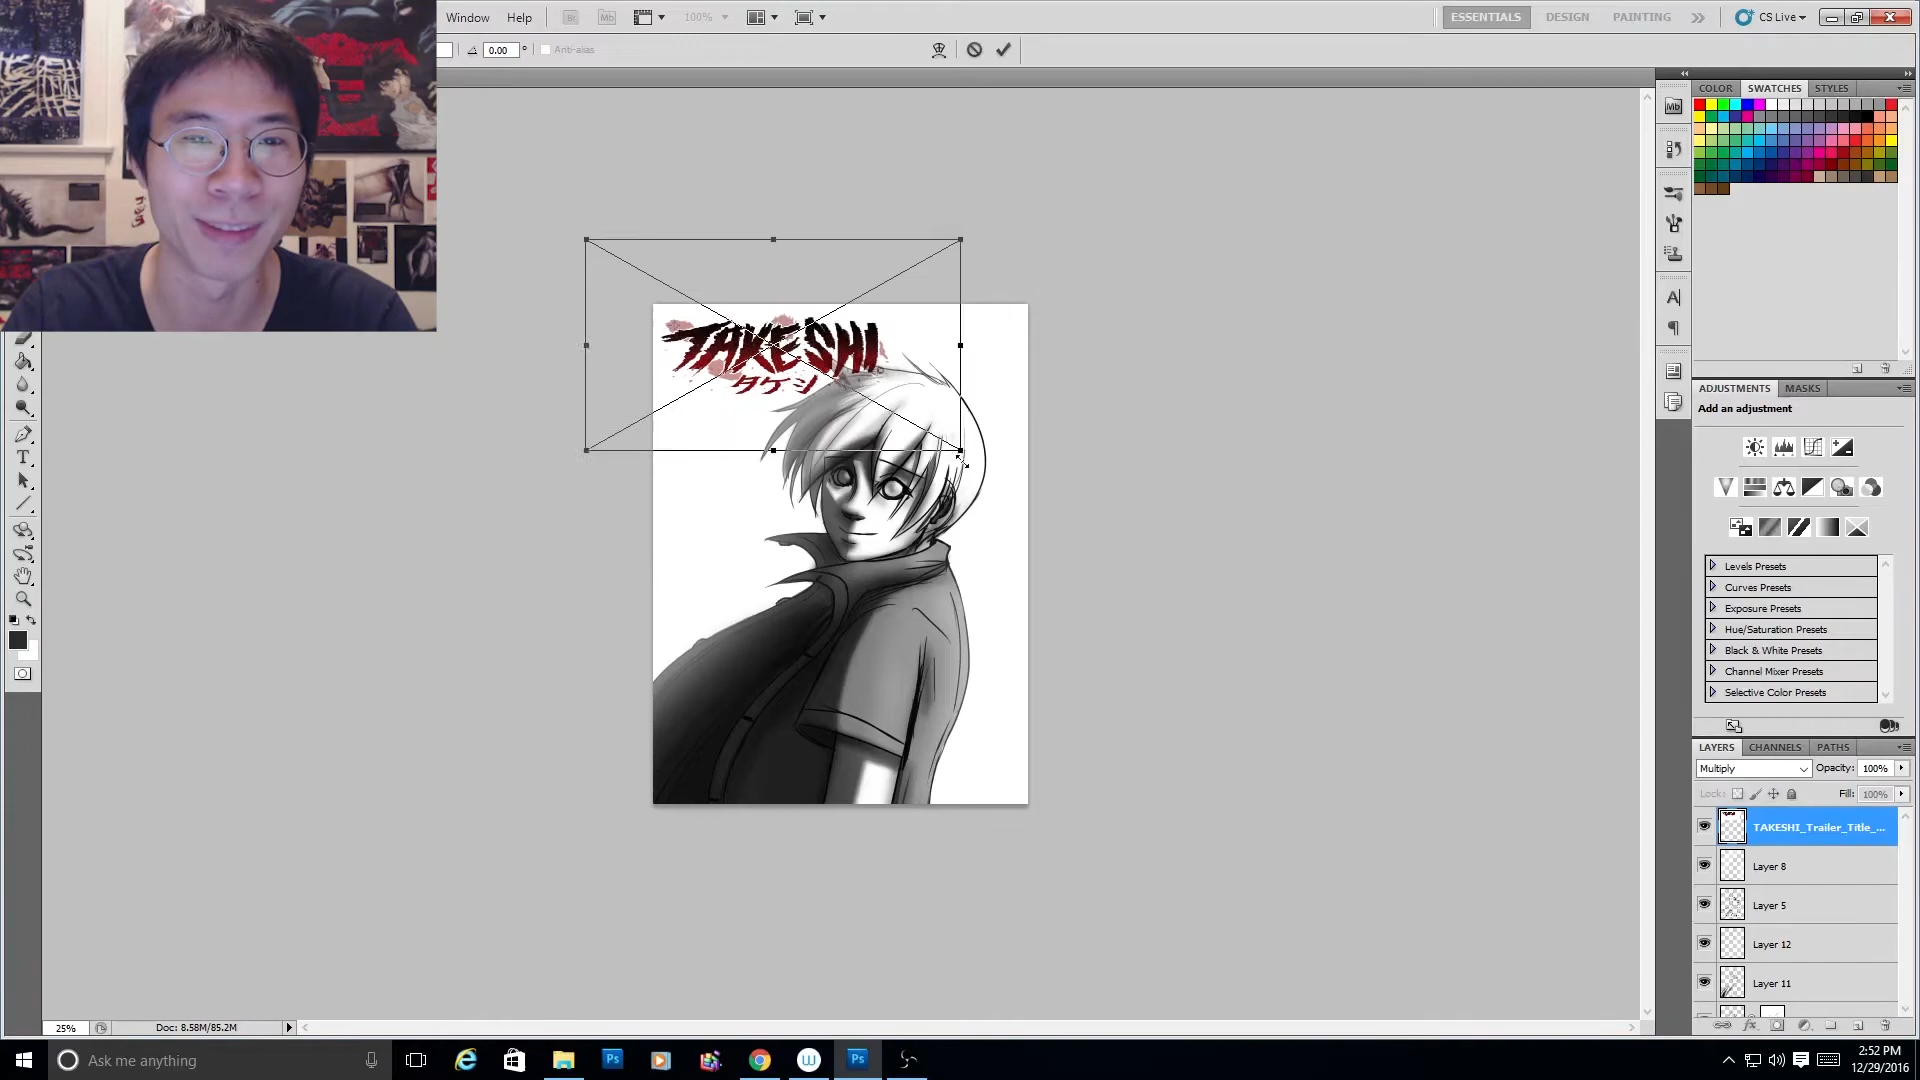 Window Help Br Mb 100% ESSENTIALS DESIGN PAINTING CS Live
0.00 ° Anti-alias
COLOR SWATCHES STYLES
Mb
TAKESHI
タケシ
ADJUSTMENTS MASKS
Add an adjustment
Levels Presets
Curves Presets
Exposure Presets
Hue/Saturation Presets
Black & White Presets
Channel Mixer Presets
Selective Color Presets
LAYERS CHANNELS PATHS
Multiply Opacity: 100%
Lock: Fill: 100%
TAKESHI_Trailer_Title_...
Layer 8
Layer 5
Layer 12
Layer 11
25% Doc: 8.58M/85.2M
Ask me anything
2:52 PM
12/29/2016